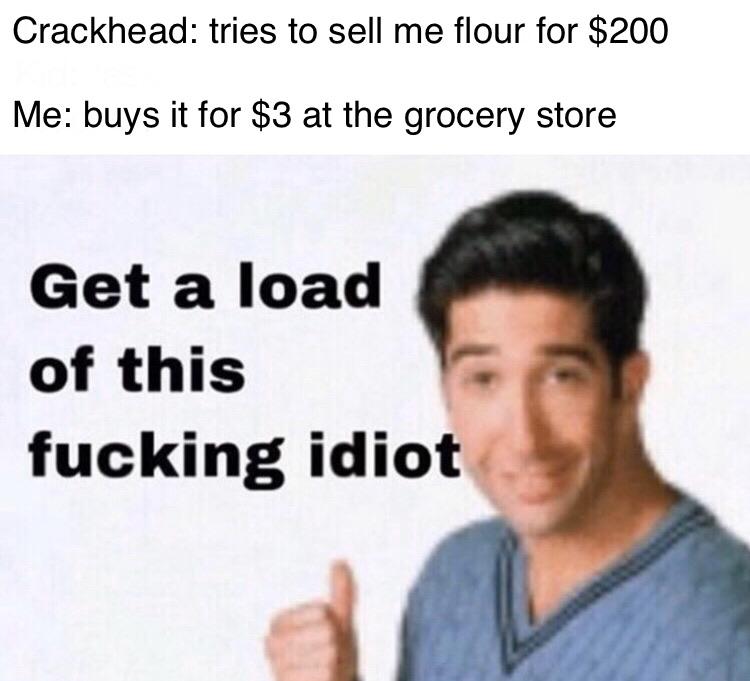 Crackhead: tries to sell me flour for $200
Me: buys it for $3 at the grocery store
Get a load
of this
fucking idiot